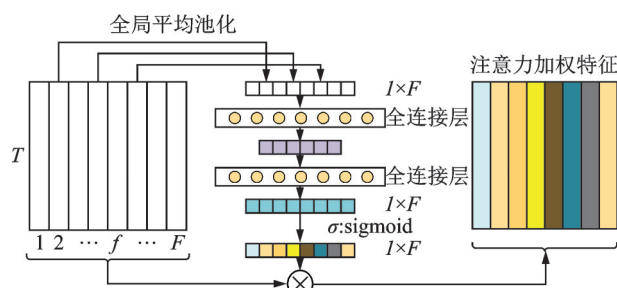 全局平均池化
注意力加权特征
1×F
全连接层
T
全连接层
1×F
σ:sigmoid
1 2 … f … F
1×F